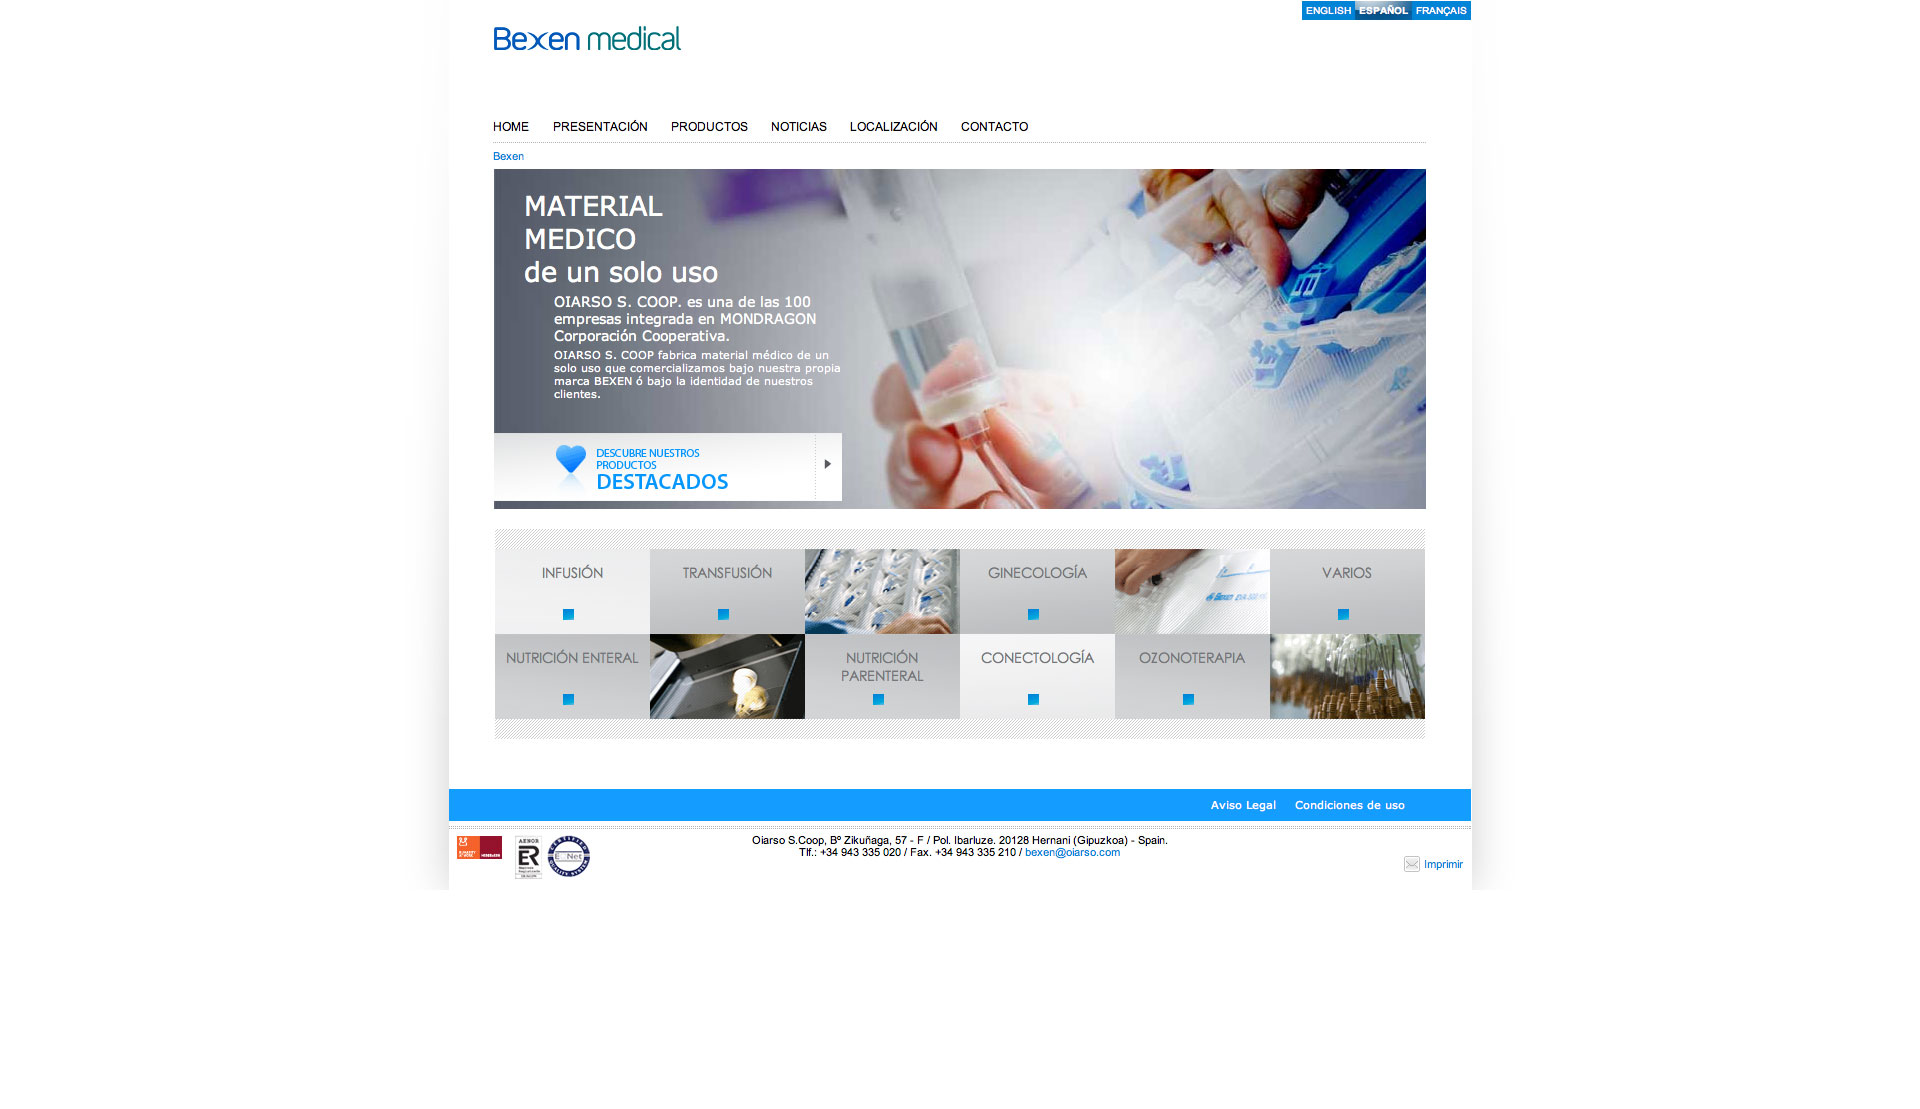 ENGLISH ESPAÑOL FRANÇAIS
Bexen medical
HOME PRESENTACIÓN PRODUCTOS NOTICIAS LOCALIZACIÓN CONTACTO
Bexen
MATERIAL
MEDICO
de un solo uso
OIARSO S. COOP. es una de las 100
empresas integrada en MONDRAGON
Corporación Cooperativa.
OIARSO S. COOP fabrica material médico de un
solo uso que comercializamos bajo nuestra propia
marca BEXEN ó bajo la identidad de nuestros
clientes.
DESCUBRE NUESTROS
PRODUCTOS
DESTACADOS
INFUSIÓN TRANSFUSIÓN GINECOLOGÍA VARIOS
NUTRICIÓN ENTERAL NUTRICIÓN
PARENTERAL CONECTOLOGÍA OZONOTERAPIA
Aviso Legal Condiciones de uso
AENOR
ER
Oiarso S.Coop, Bº Zikuñaga, 57 - F / Pol. Ibarluze. 20128 Hernani (Gipuzkoa) - Spain.
Tlf.: +34 943 335 020 / Fax. +34 943 335 210 / bexen@oiarso.com
Imprimir